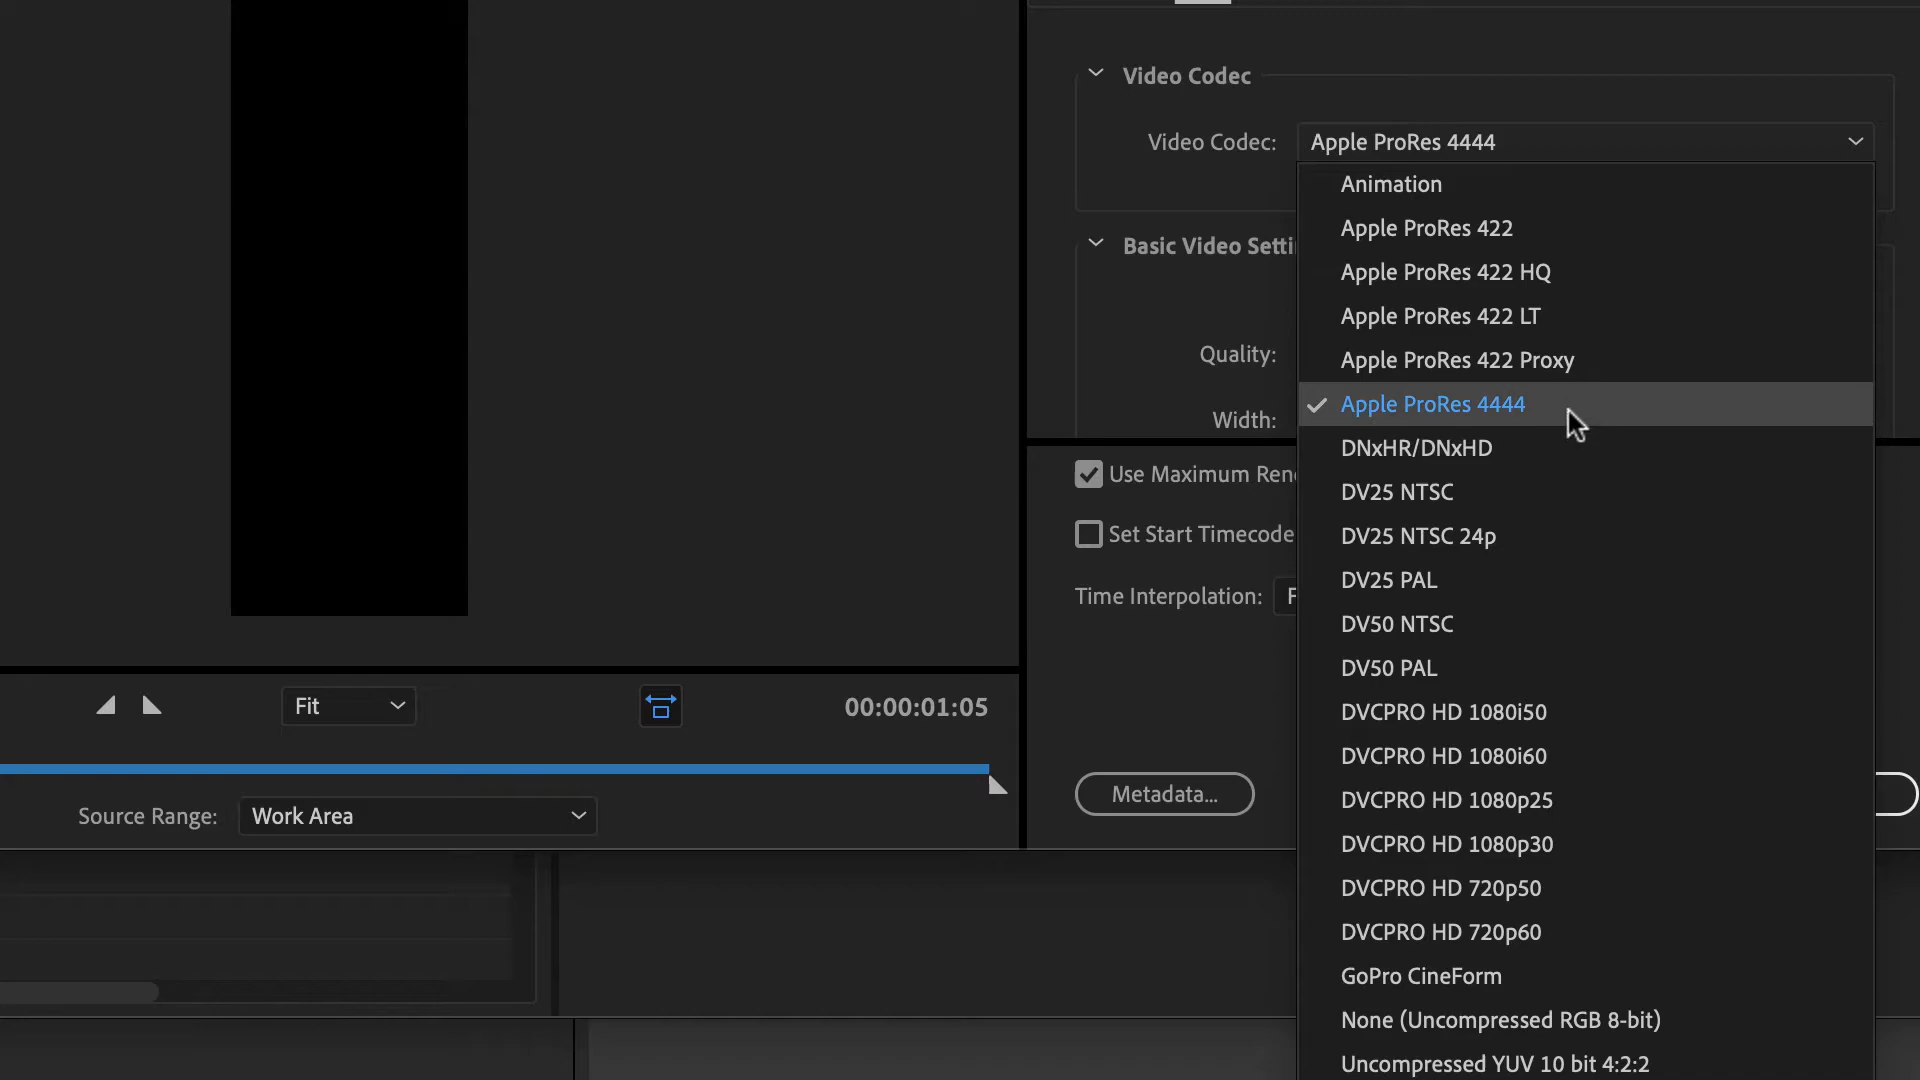 Video Codec
Video Codec: Apple ProRes 4444
Animation
Apple ProRes 422
Apple ProRes 422 HQ
Apple ProRes 422 LT
Apple ProRes 422 Proxy
Apple ProRes 4444
DNxHR/DNxHD
DV25 NTSC
DV25 NTSC 24p
DV25 PAL
DV50 NTSC
DV50 PAL
DVCPRO HD 1080i50
DVCPRO HD 1080i60
DVCPRO HD 1080p25
DVCPRO HD 1080p30
DVCPRO HD 720p50
DVCPRO HD 720p60
GoPro CineForm
None (Uncompressed RGB 8-bit)
Uncompressed YUV 10 bit 4:2:2
Basic Video Setti
Quality:
Width:
Use Maximum Ren
Set Start Timecode
Time Interpolation: F
Metadata...
Fit
00:00:01:05
Source Range: Work Area